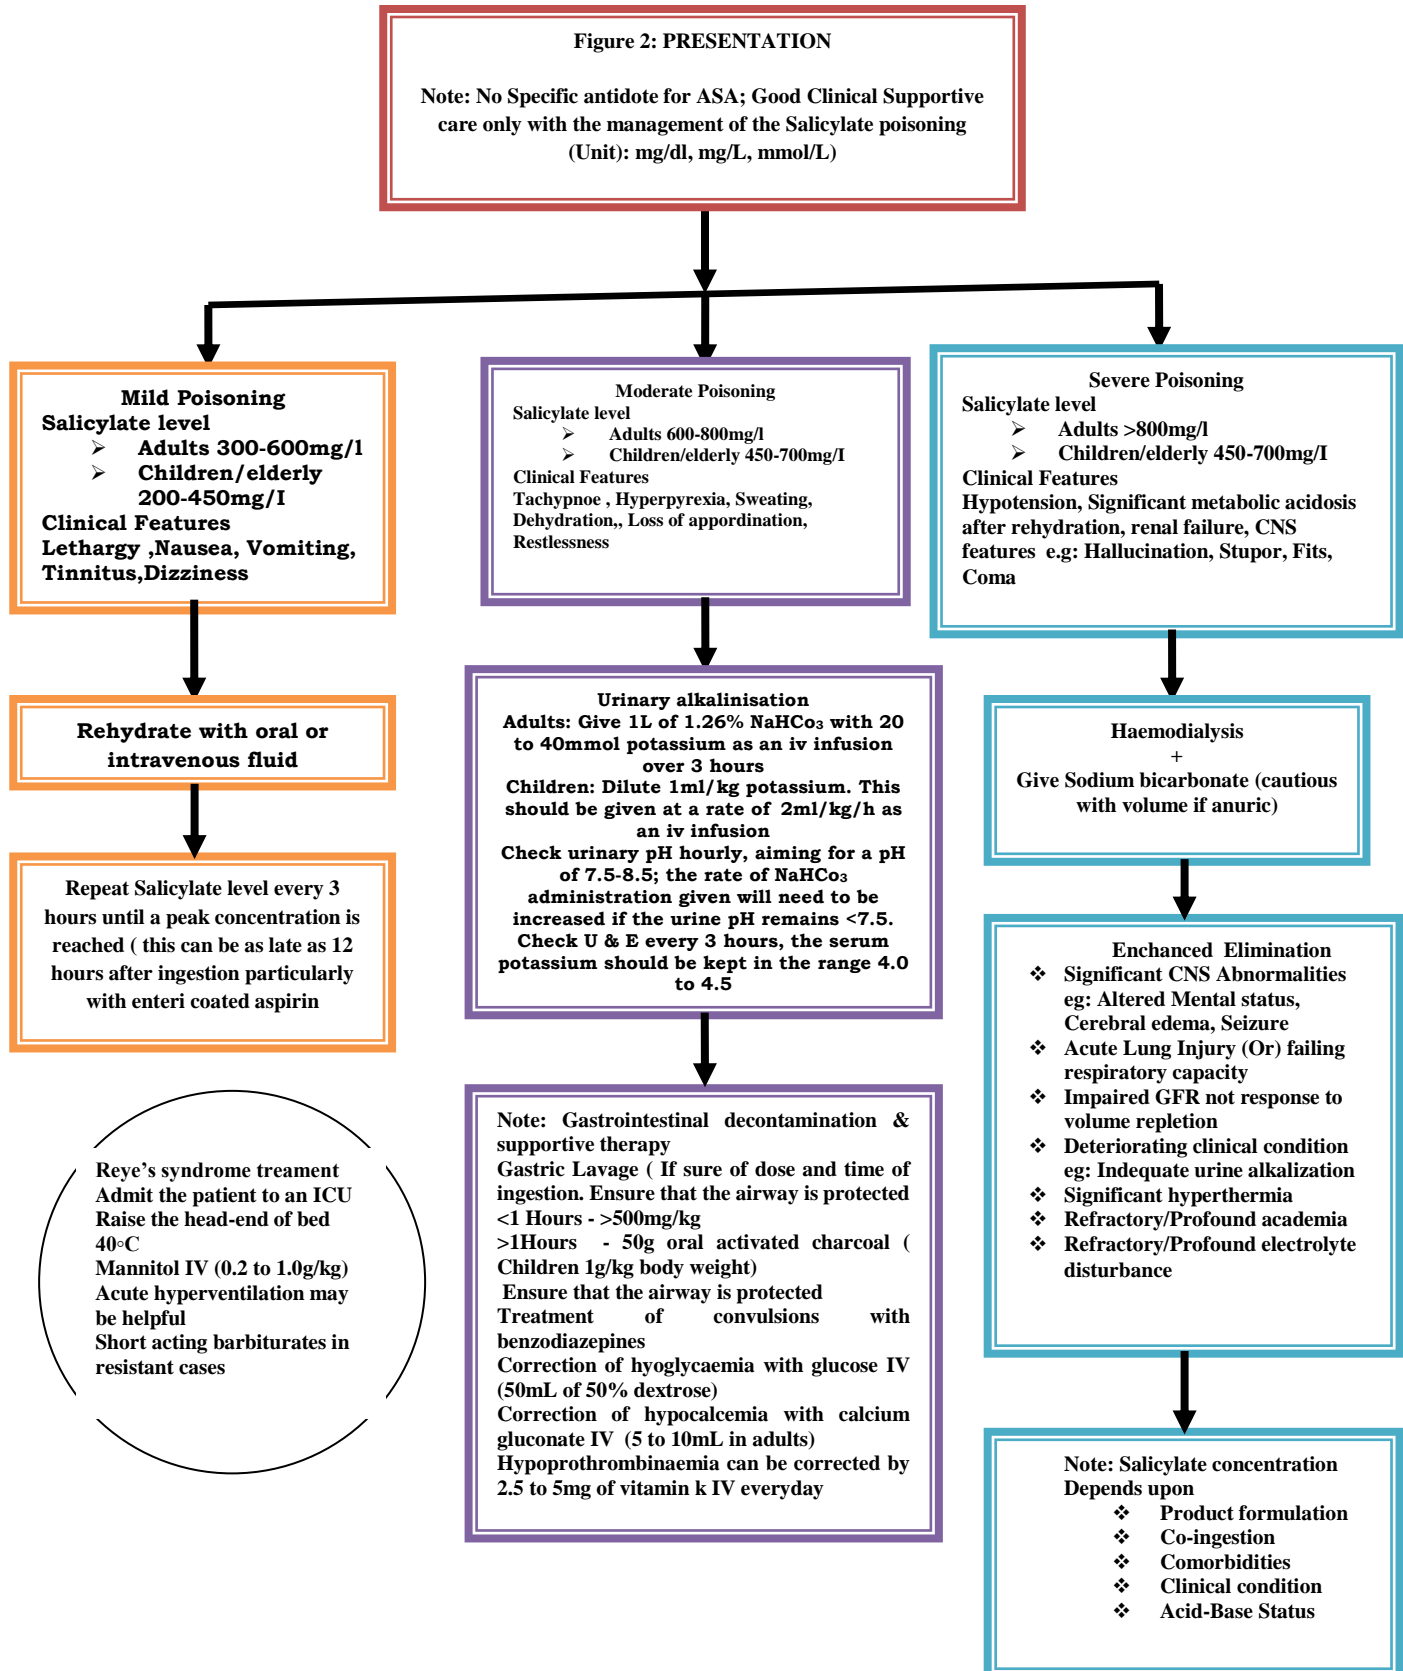 Figure 2: PRESENTATION
Note: No Specific antidote for ASA; Good Clinical Supportive
care only with the management of the Salicylate poisoning
(Unit): mg/dl, mg/L, mmol/L)
Mild Poisoning
Salicylate level
➢ Adults 300-600mg/l
➢ Children/elderly
200-450mg/I
Clinical Features
Lethargy ,Nausea, Vomiting,
Tinnitus,Dizziness
Rehydrate with oral or
intravenous fluid
Repeat Salicylate level every 3
hours until a peak concentration is
reached ( this can be as late as 12
hours after ingestion particularly
with enteri coated aspirin
Reye’s syndrome treament
Admit the patient to an ICU
Raise the head-end of bed
40◦C
Mannitol IV (0.2 to 1.0g/kg)
Acute hyperventilation may
be helpful
Short acting barbiturates in
resistant cases
Moderate Poisoning
Salicylate level
➢ Adults 600-800mg/l
➢ Children/elderly 450-700mg/I
Clinical Features
Tachypnoe , Hyperpyrexia, Sweating,
Dehydration,, Loss of appordination,
Restlessness
Urinary alkalinisation
Adults: Give 1L of 1.26% NaHCo₃ with 20
to 40mmol potassium as an iv infusion
over 3 hours
Children: Dilute 1ml/kg potassium. This
should be given at a rate of 2ml/kg/h as
an iv infusion
Check urinary pH hourly, aiming for a pH
of 7.5-8.5; the rate of NaHCo₃
administration given will need to be
increased if the urine pH remains <7.5.
Check U & E every 3 hours, the serum
potassium should be kept in the range 4.0
to 4.5
Note: Gastrointestinal decontamination &
supportive therapy
Gastric Lavage ( If sure of dose and time of
ingestion. Ensure that the airway is protected
<1 Hours - >500mg/kg
>1Hours - 50g oral activated charcoal (
Children 1g/kg body weight)
Ensure that the airway is protected
Treatment of convulsions with
benzodiazepines
Correction of hyoglycaemia with glucose IV
(50mL of 50% dextrose)
Correction of hypocalcemia with calcium
gluconate IV (5 to 10mL in adults)
Hypoprothrombinaemia can be corrected by
2.5 to 5mg of vitamin k IV everyday
Severe Poisoning
Salicylate level
➢ Adults >800mg/l
➢ Children/elderly 450-700mg/I
Clinical Features
Hypotension, Significant metabolic acidosis
after rehydration, renal failure, CNS
features e.g: Hallucination, Stupor, Fits,
Coma
Haemodialysis
+
Give Sodium bicarbonate (cautious
with volume if anuric)
Enchanced Elimination
❖ Significant CNS Abnormalities
eg: Altered Mental status,
Cerebral edema, Seizure
❖ Acute Lung Injury (Or) failing
respiratory capacity
❖ Impaired GFR not response to
volume repletion
❖ Deteriorating clinical condition
eg: Indequate urine alkalization
❖ Significant hyperthermia
❖ Refractory/Profound academia
❖ Refractory/Profound electrolyte
disturbance
Note: Salicylate concentration
Depends upon
❖ Product formulation
❖ Co-ingestion
❖ Comorbidities
❖ Clinical condition
❖ Acid-Base Status